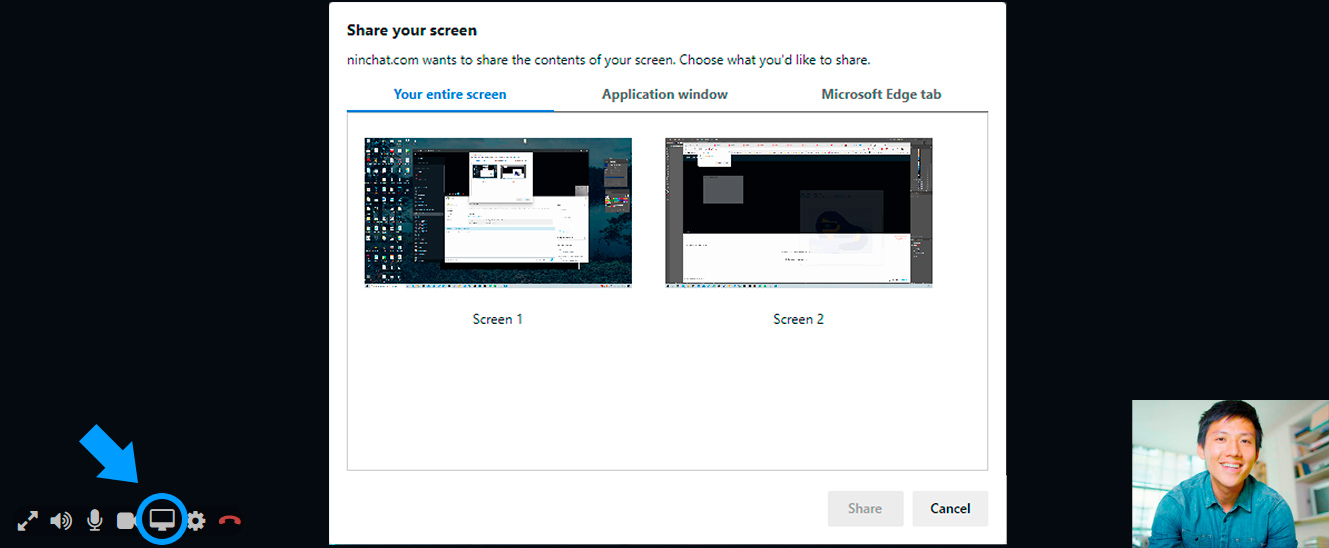 Share your screen
ninchat.com wants to share the contents of your screen. Choose what you'd like to share.
Your entire screen Application window Microsoft Edge tab
Screen 1 Screen 2
Share Cancel